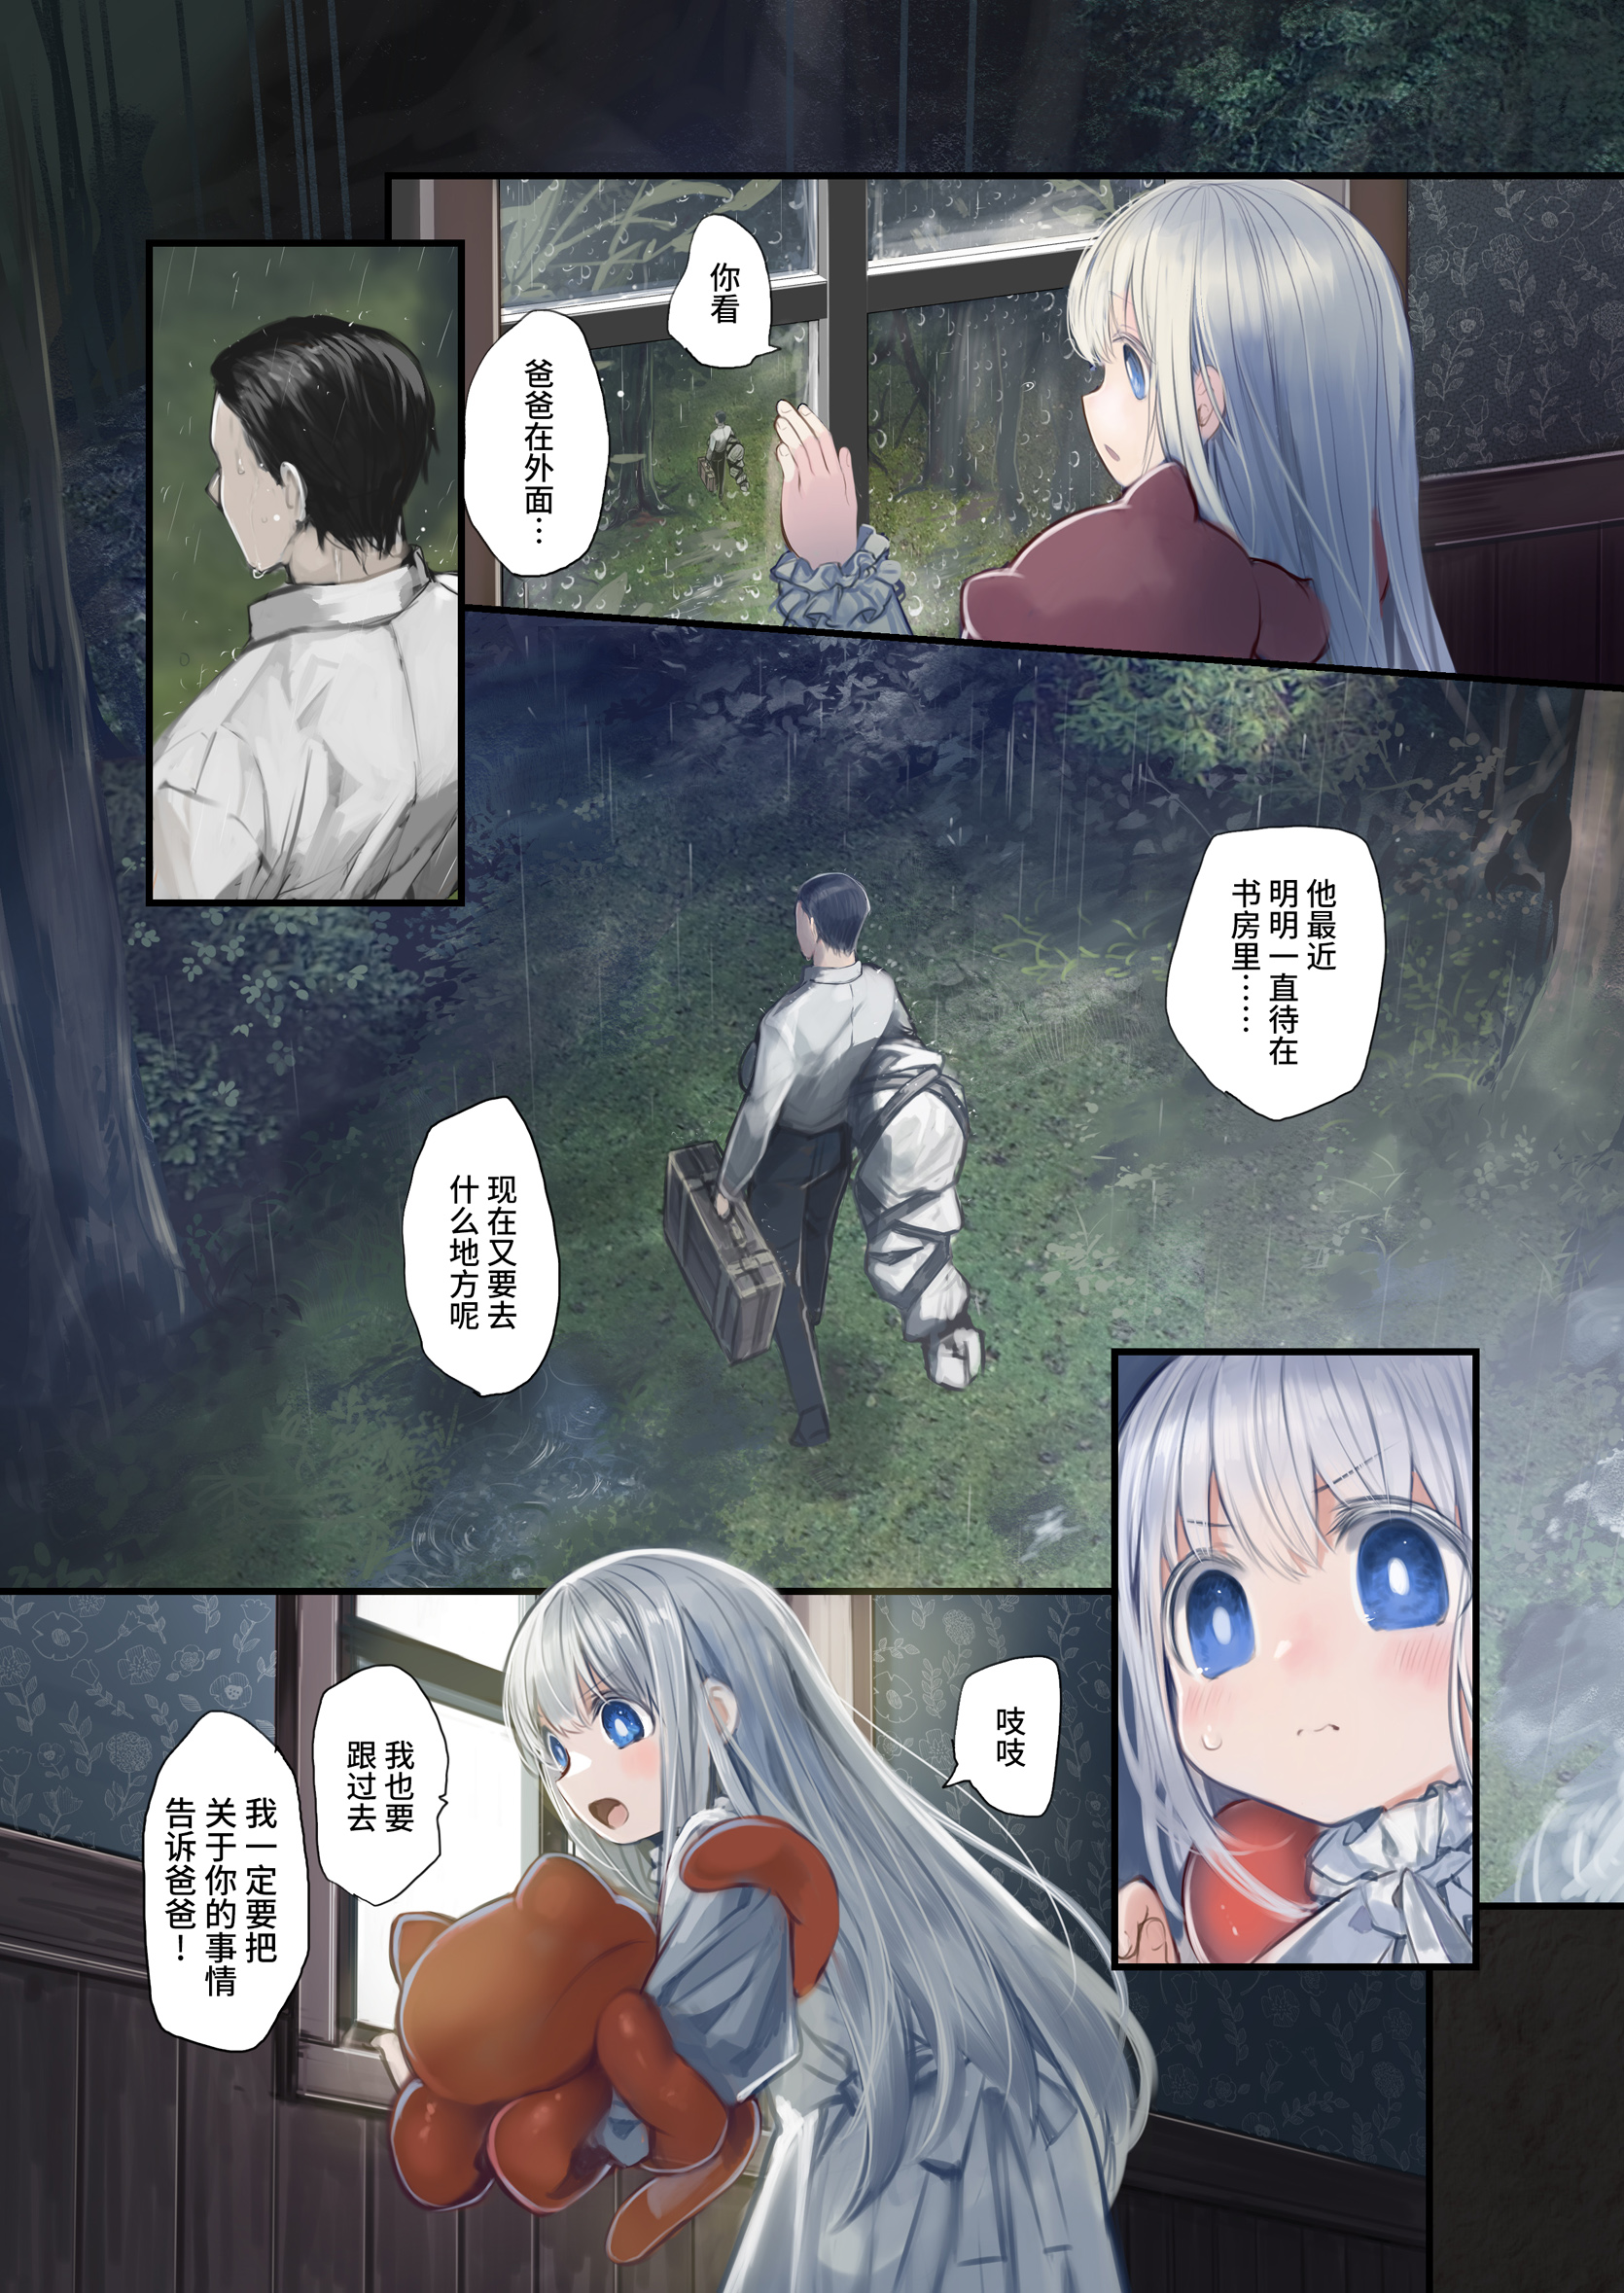 你看
爸爸在外面…
他最近
明明一直待在
书房里……
现在又要去
什么地方呢
吱吱
我也要
跟过去
我一定要把
关于你的事情
告诉爸爸！